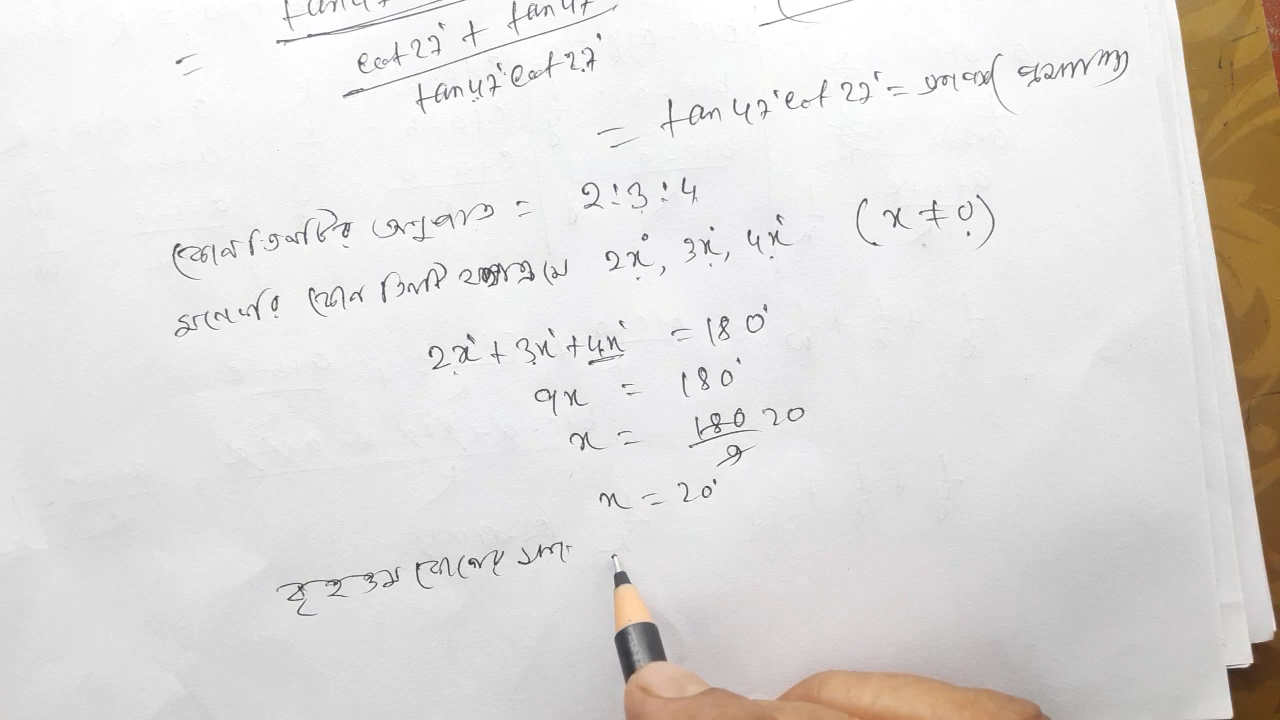 =
cot 27° + tan 47°
tan 47° cot 27°
= tan 47° cot 27° =
কোন তিনটির অনুপাত = 2:3:4
মনেকরি কোন তিনটি যথাক্রমে 2x°, 3x°, 4x° (x ≠ 0)
2x° + 3x° + 4x° = 180°
9x = 180°
x = 180/9 20
x = 20°
বৃহত্তম কোনের মান